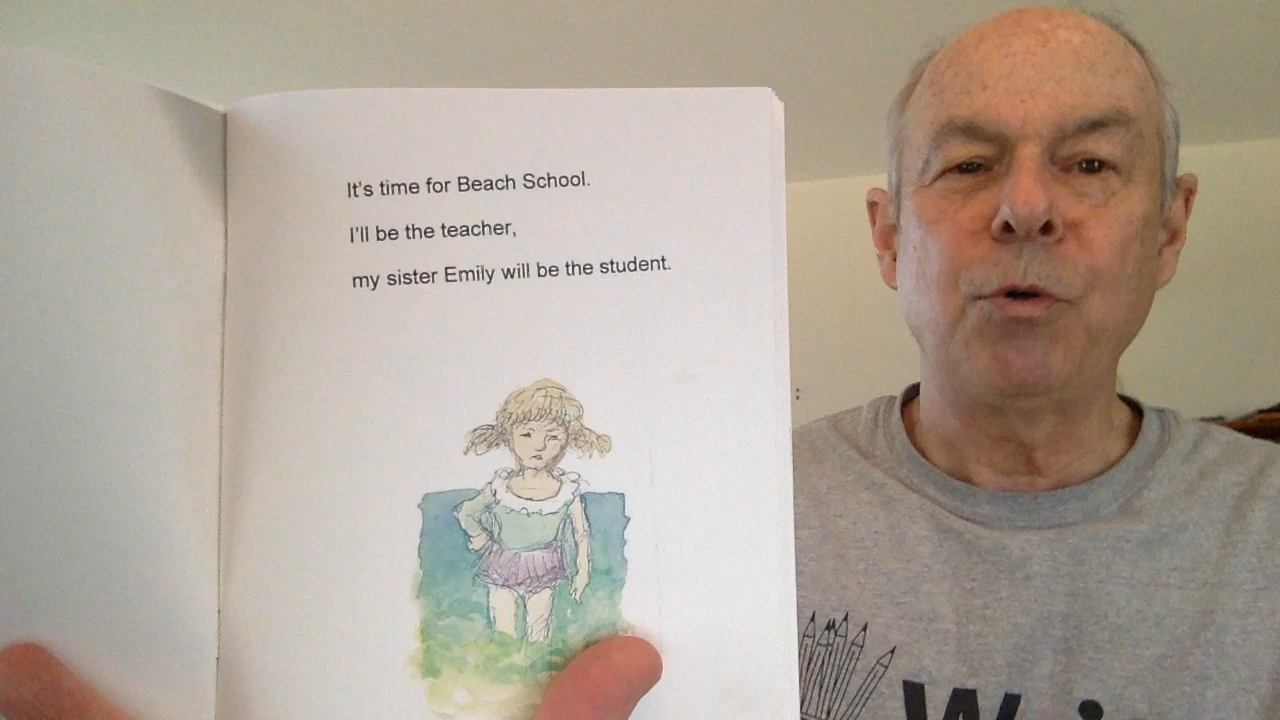 It's time for Beach School.
I'll be the teacher,
my sister Emily will be the student.